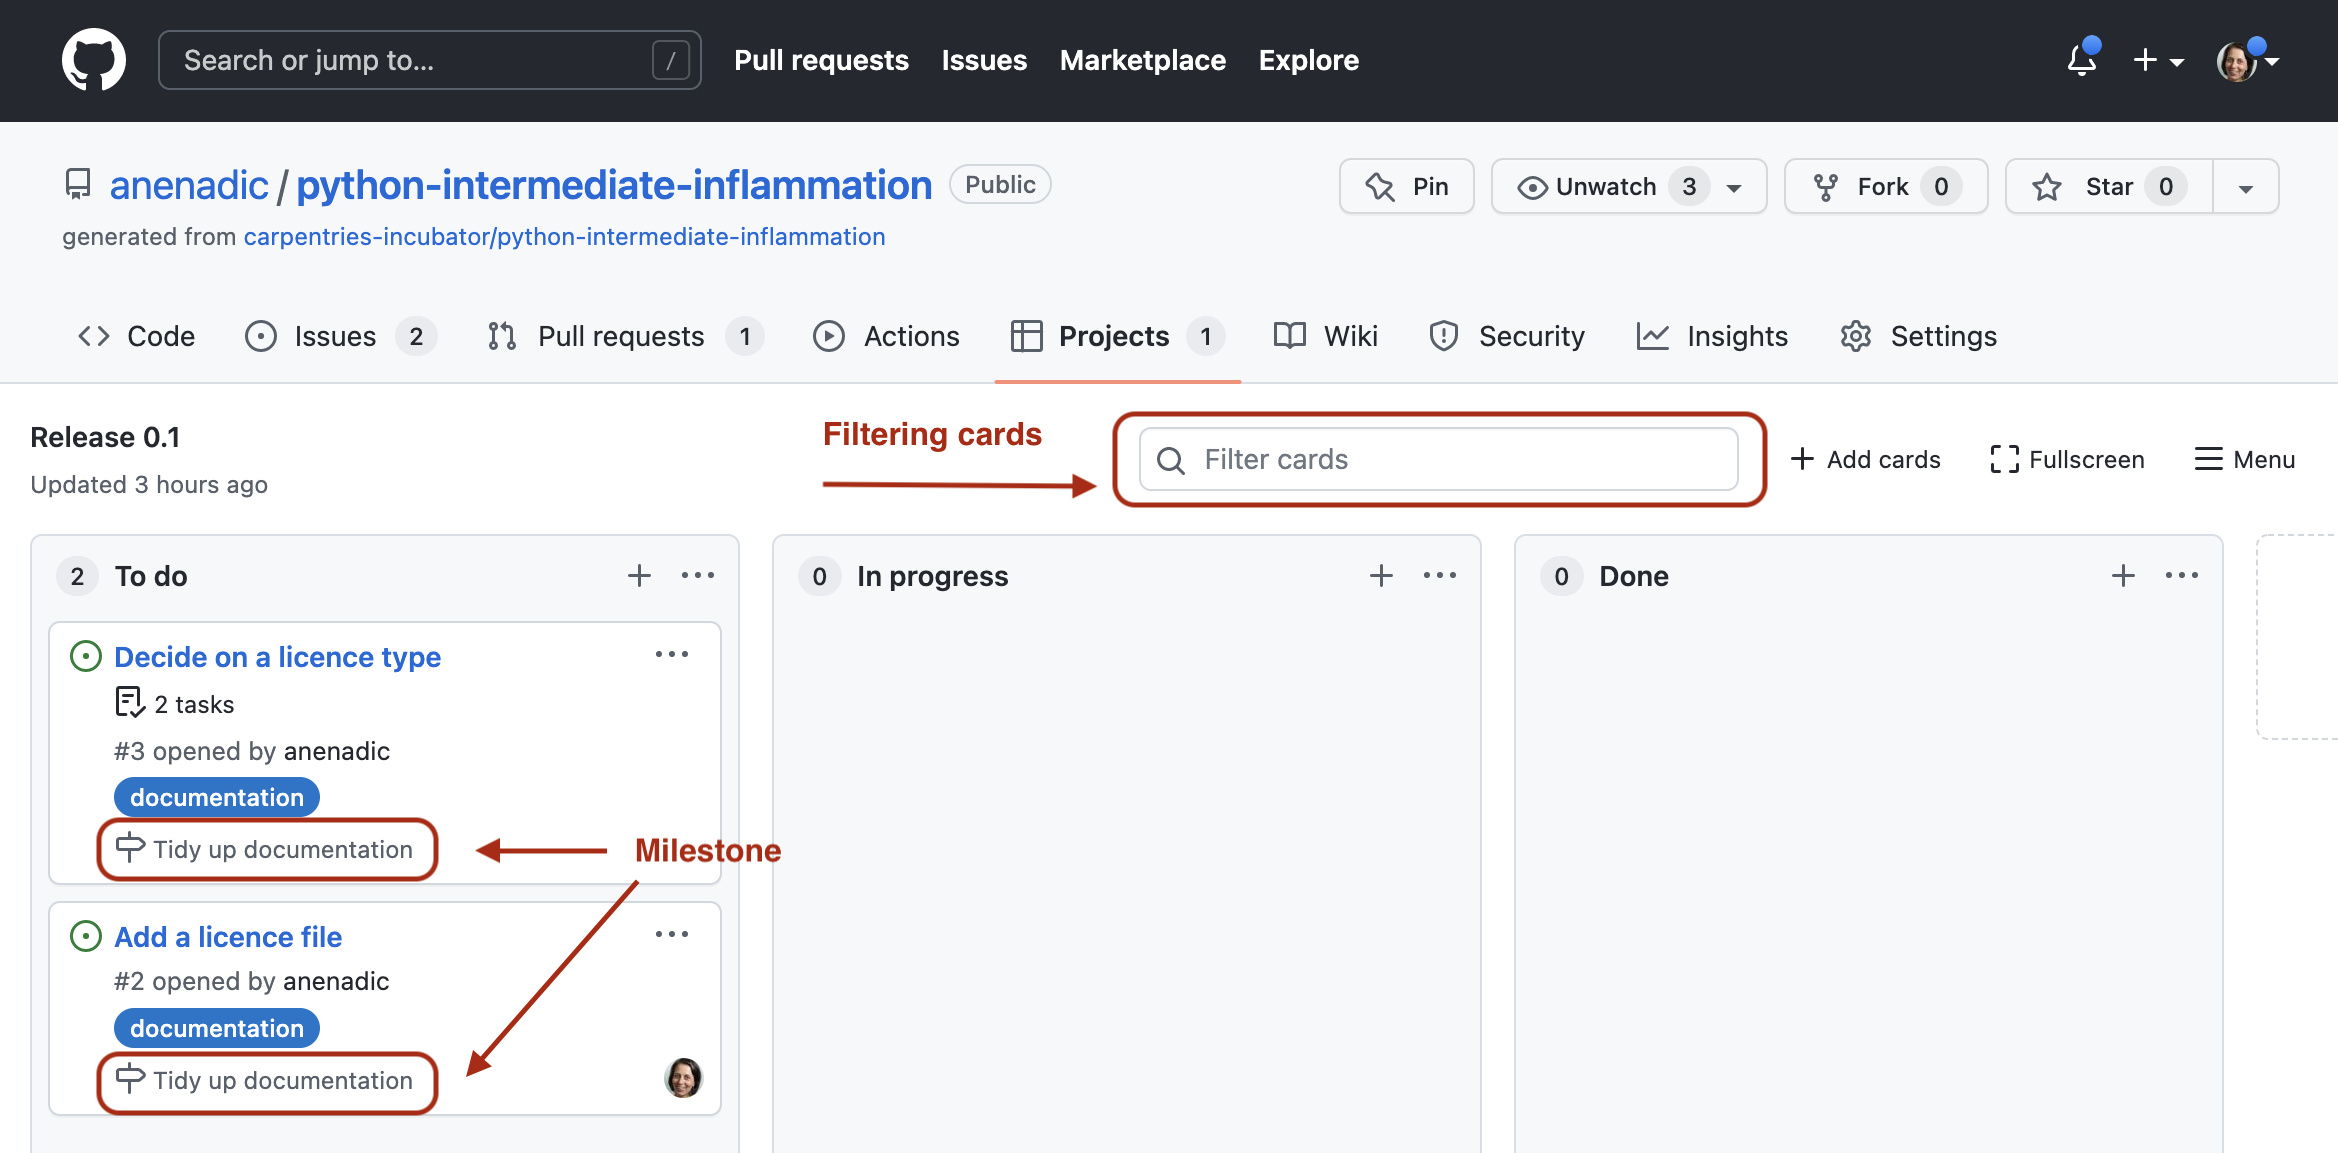 Search or jump to... /
Pull requests Issues Marketplace Explore
anenadic / python-intermediate-inflammation Public
Pin Unwatch 3 Fork 0 Star 0
generated from carpentries-incubator/python-intermediate-inflammation
Code Issues 2 Pull requests 1 Actions Projects 1 Wiki Security Insights Settings
Release 0.1
Updated 3 hours ago
Filtering cards
Filter cards
+ Add cards Fullscreen Menu
2 To do + ...
0 In progress + ...
0 Done + ...
Decide on a licence type ...
2 tasks
#3 opened by anenadic
documentation
Tidy up documentation
Milestone
Add a licence file ...
#2 opened by anenadic
documentation
Tidy up documentation